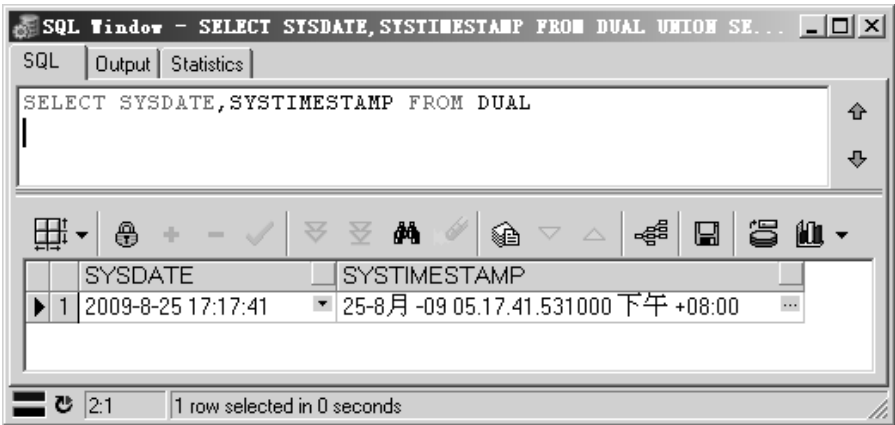 SQL Window - SELECT SYSDATE,SYSTIMESTAMP FROM DUAL UNION SE...
SQL Output Statistics
SELECT SYSDATE,SYSTIMESTAMP FROM DUAL
SYSDATE SYSTIMESTAMP
1 2009-8-25 17:17:41 25-8月 -09 05.17.41.531000 下午 +08:00
2:1 1 row selected in 0 seconds